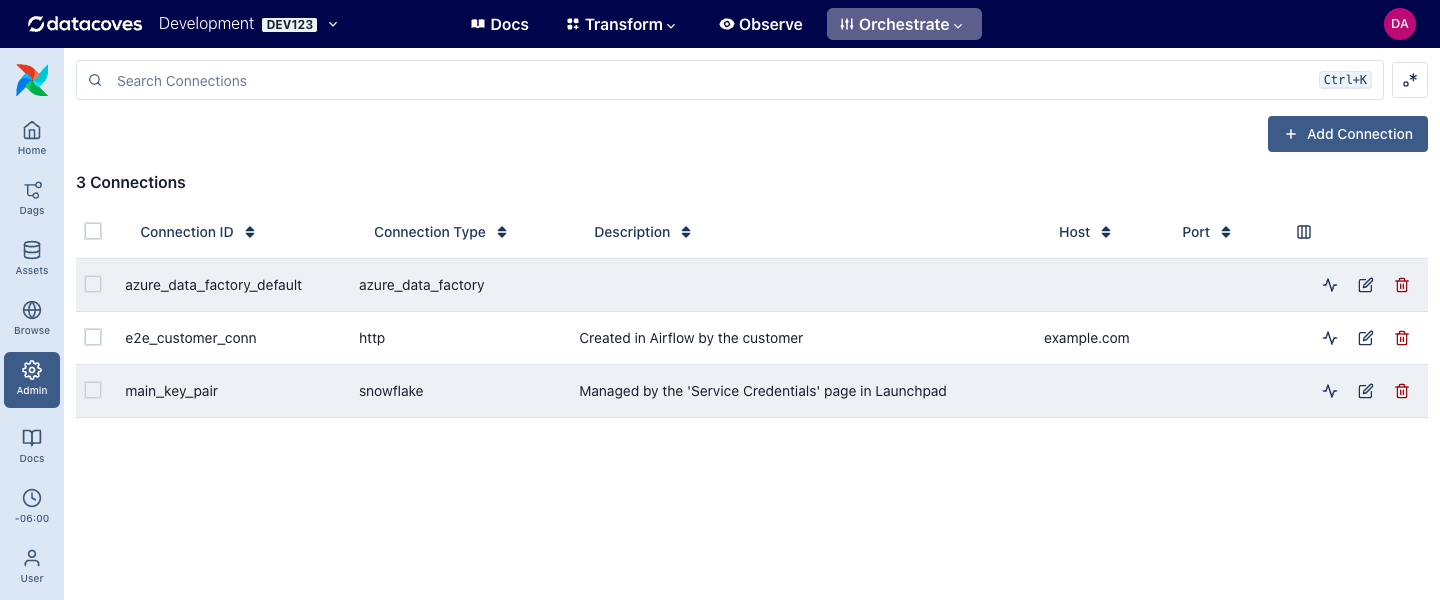 datacoves Development DEV123 Docs Transform Observe Orchestrate DA
Search Connections Ctrl+K .*
Home
Add Connection
3 Connections
Dags
Connection ID Connection Type Description Host Port
Assets
azure_data_factory_default azure_data_factory
Browse
e2e_customer_conn http Created in Airflow by the customer example.com
Admin
main_key_pair snowflake Managed by the 'Service Credentials' page in Launchpad
Docs
-06:00
User